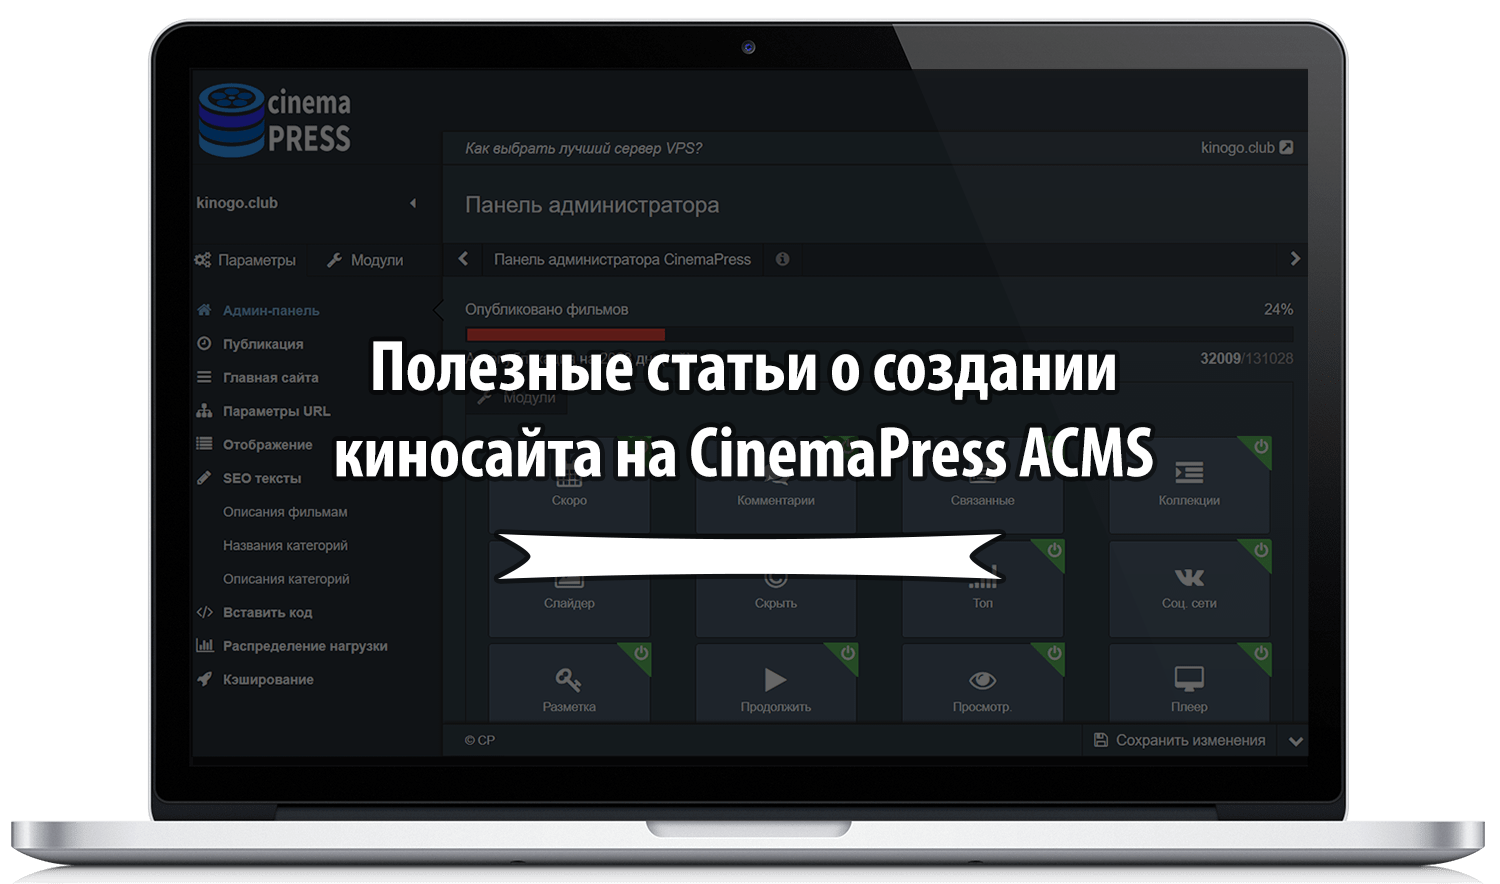 cinema
PRESS
Как выбрать лучший сервер VPS?
kinogo.club
kinogo.club
Панель администратора
Параметры
Модули
Панель администратора CinemaPress
Админ-панель
Публикация
Главная сайта
Параметры URL
Отображение
SEO тексты
Описания фильмам
Названия категорий
Описания категорий
Вставить код
Распределение нагрузки
Кэширование
Опубликовано фильмов
24%
32009/131028
Полезные статьи о создании
киносайта на CinemaPress ACMS
Модули
Скоро
Комментарии
Связанные
Коллекции
Слайдер
Скрыть
Топ
Соц. сети
Разметка
Продолжить
Просмотр.
Плеер
© CP
Сохранить изменения